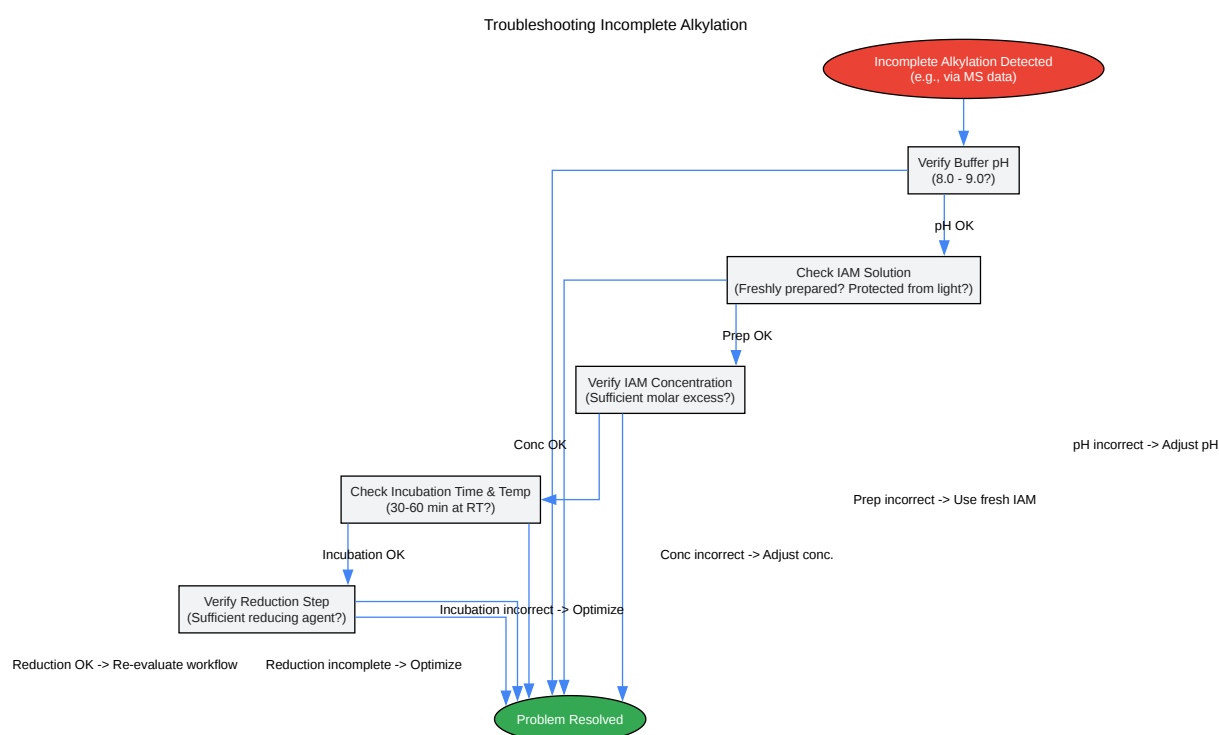 Troubleshooting Incomplete Alkylation
Incomplete Alkylation Detected
(e.g., via MS data)
Verify Buffer pH
(8.0 - 9.0?)
pH OK
Check IAM Solution
(Freshly prepared? Protected from light?)
Prep OK
Verify IAM Concentration
(Sufficient molar excess?)
Conc OK
pH incorrect -> Adjust pH
Check Incubation Time & Temp
(30-60 min at RT?)
Prep incorrect -> Use fresh IAM
Incubation OK
Conc incorrect -> Adjust conc.
Verify Reduction Step
(Sufficient reducing agent?)
Incubation incorrect -> Optimize
Reduction OK -> Re-evaluate workflow
Reduction incomplete -> Optimize
Problem Resolved